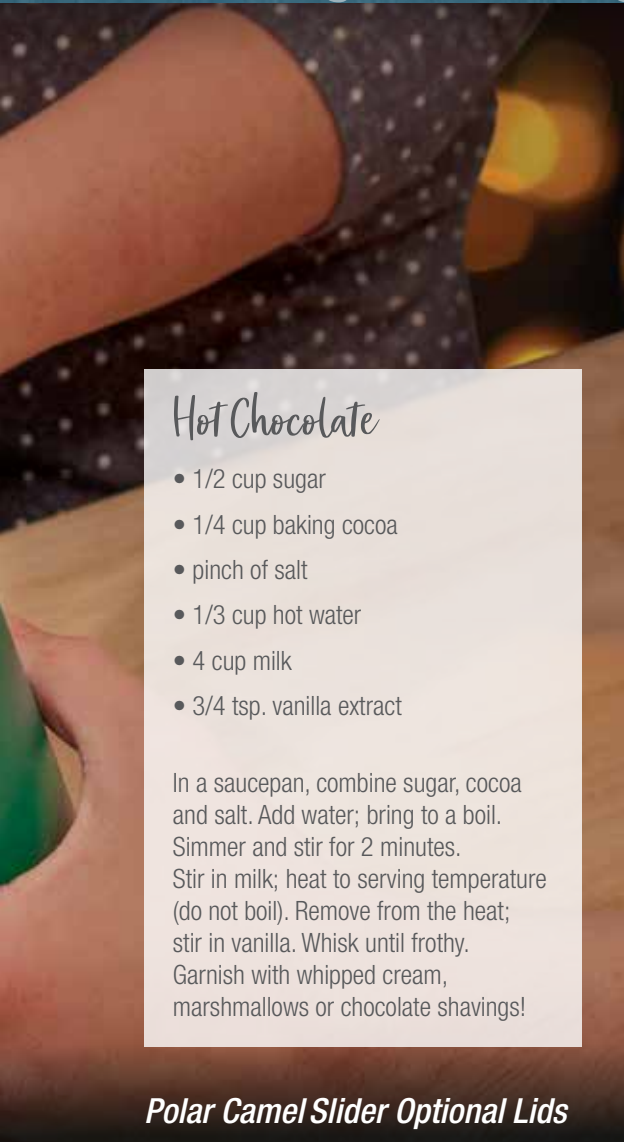 Hot Chocolate
• 1/2 cup sugar
• 1/4 cup baking cocoa
• pinch of salt
• 1/3 cup hot water
• 4 cup milk
• 3/4 tsp. vanilla extract
In a saucepan, combine sugar, cocoa
and salt. Add water; bring to a boil.
Simmer and stir for 2 minutes.
Stir in milk; heat to serving temperature
(do not boil). Remove from the heat;
stir in vanilla. Whisk until frothy.
Garnish with whipped cream,
marshmallows or chocolate shavings!
Polar Camel Slider Optional Lids